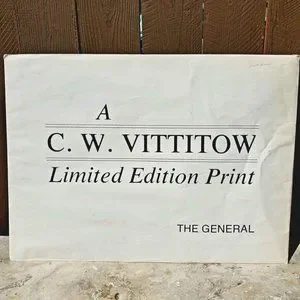 A
C. W. VITTITOW
Limited Edition Print
THE GENERAL